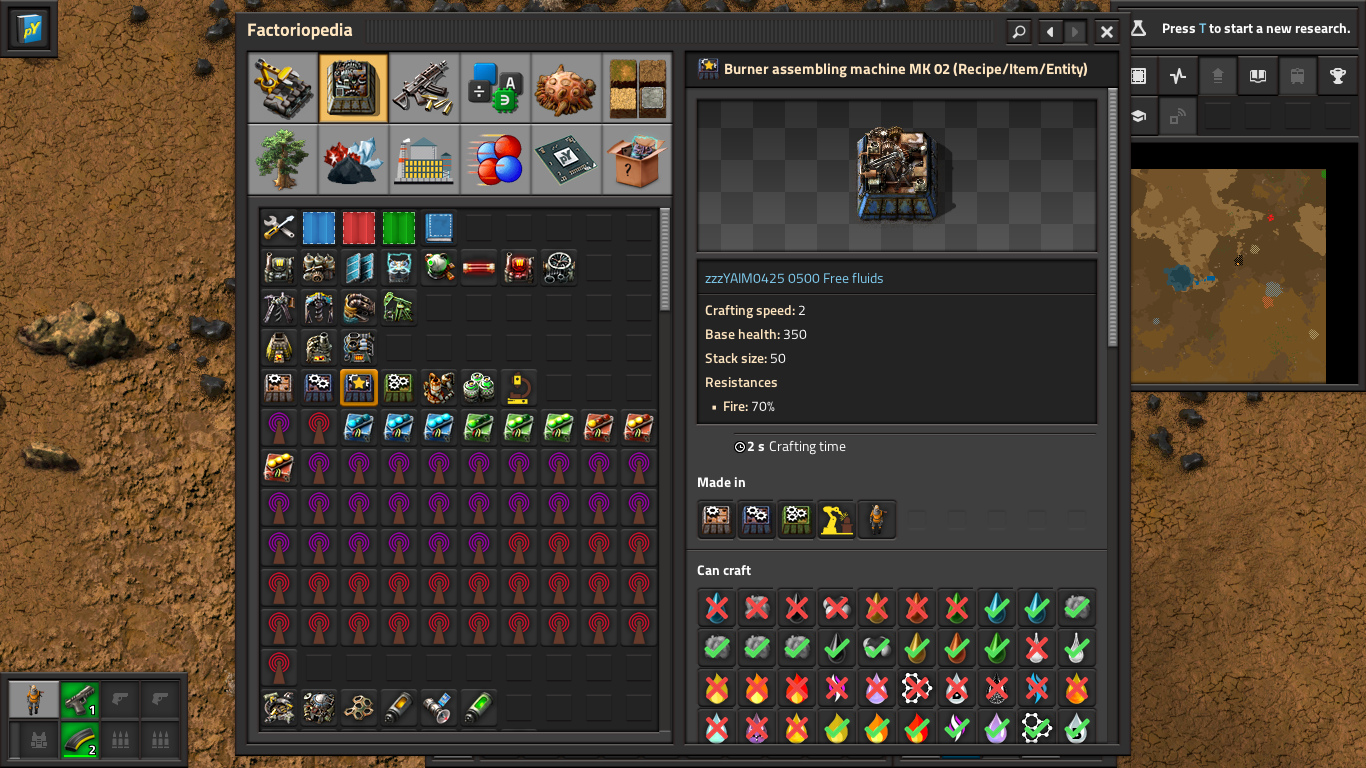 pY
Factoriopedia
Press T to start a new research.
A
pY
?
Burner assembling machine MK 02 (Recipe/Item/Entity)
zzzYAIM0425 0500 Free fluids
Crafting speed: 2
Base health: 350
Stack size: 50
Resistances
Fire: 70%
2 s Crafting time
Made in
Can craft
1
2